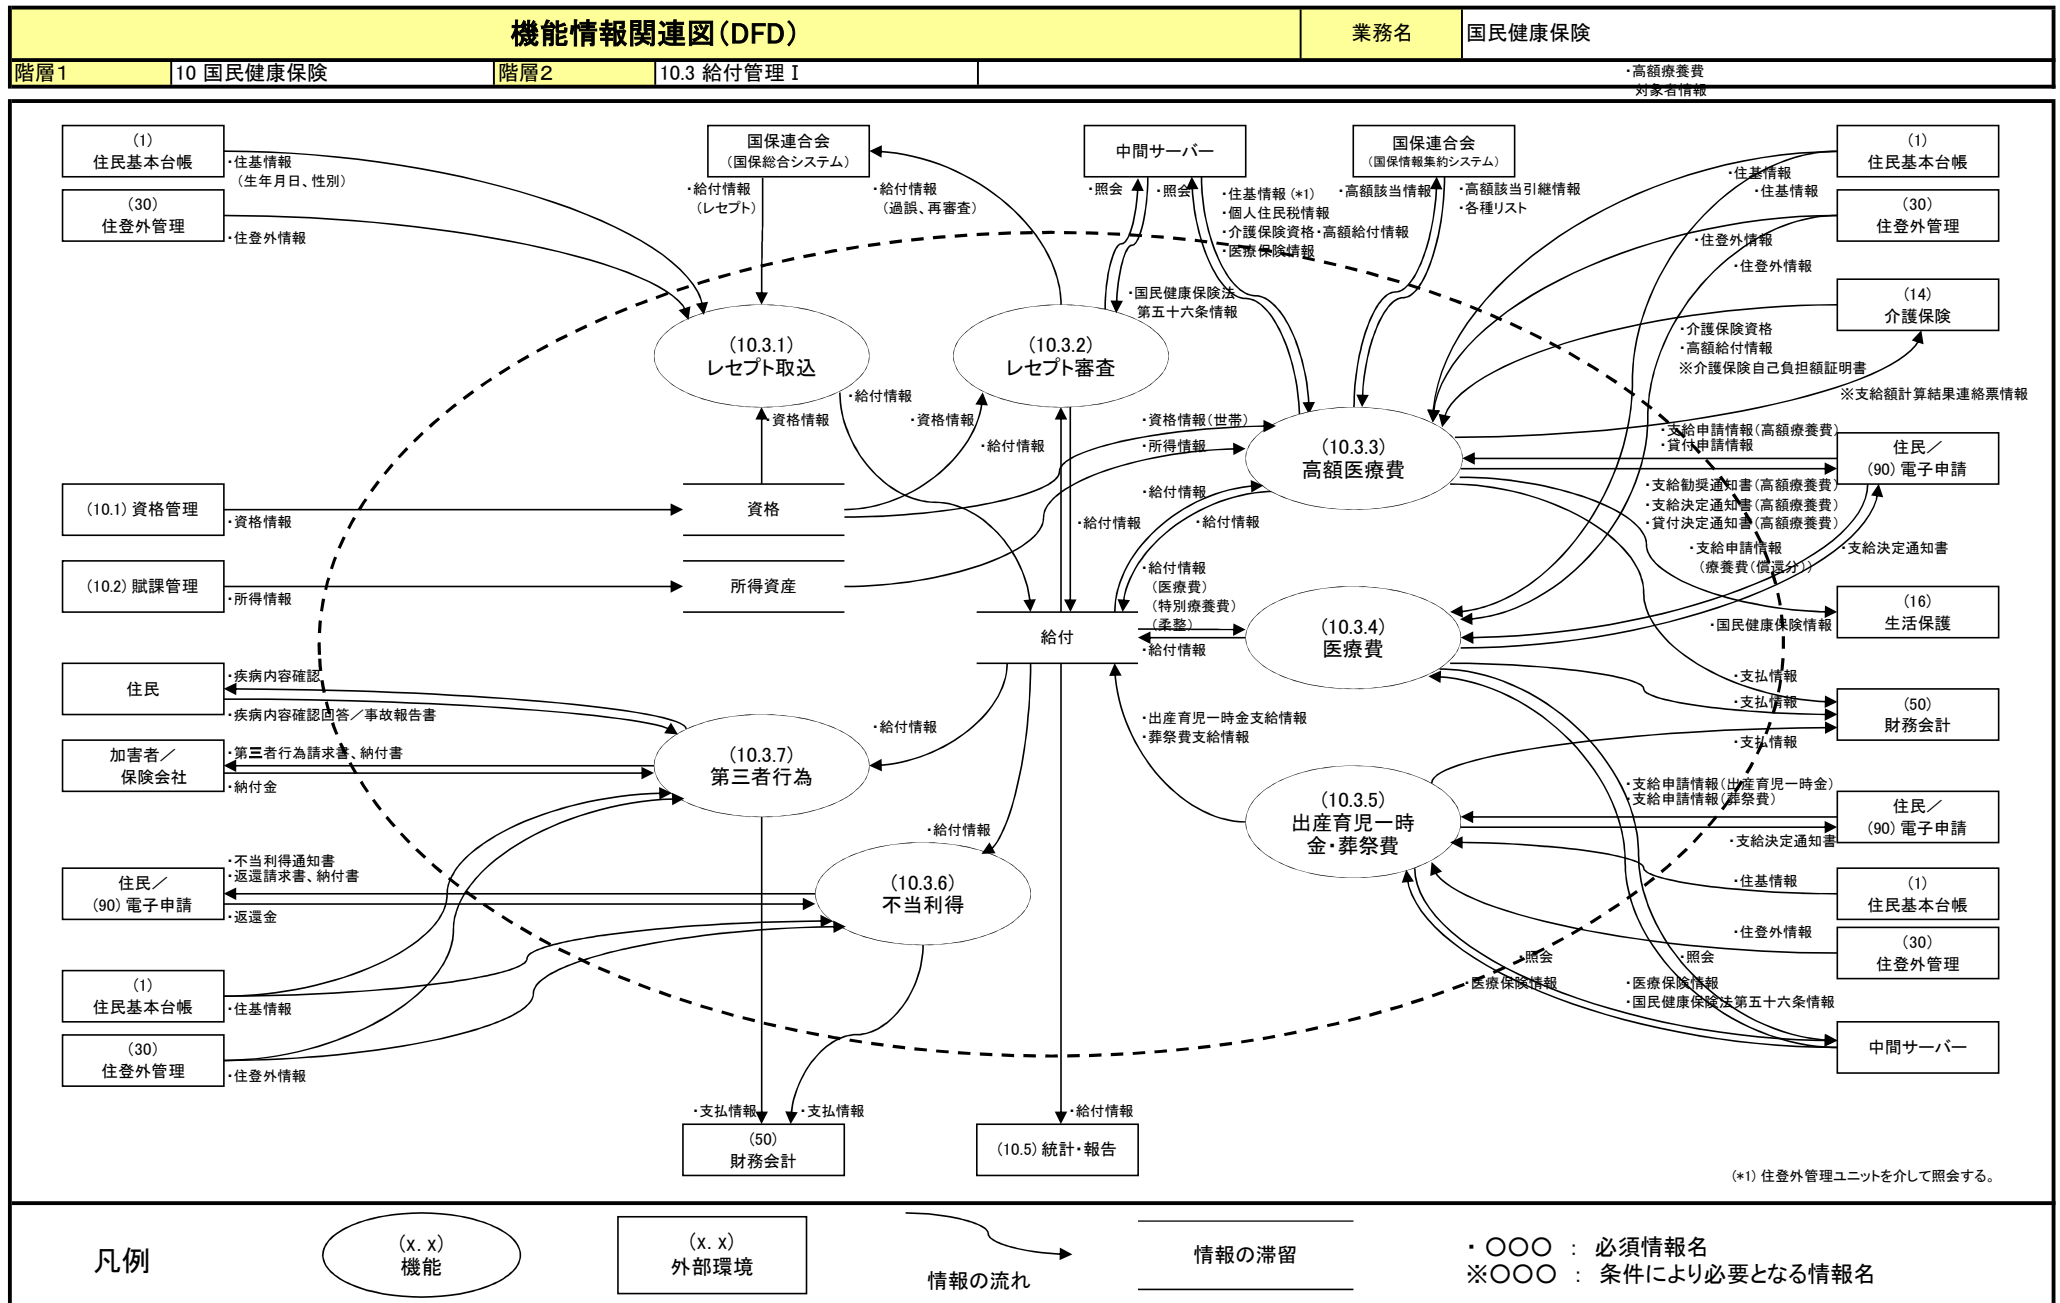 機能情報関連図(DFD)
業務名
国民健康保険
階層１
10 国民健康保険
階層２
10.3 給付管理Ⅰ
・高額療養費
対象者情報
(1)
住民基本台帳
・住基情報
(生年月日、性別)
(30)
住登外管理
・住登外情報
国保連合会
(国保総合システム)
・給付情報
(レセプト)
・給付情報
(過誤、再審査)
中間サーバー
・照会
・照会
・住基情報(*1)
・個人住民税情報
・介護保険資格・高額給付情報
・医療保険情報
・国民健康保険法
第五十六条情報
国保連合会
(国保情報集約システム)
・高額該当情報
・高額該当引継情報
・各種リスト
(1)
住民基本台帳
・住基情報
・住基情報
(30)
住登外管理
・住登外情報
・住登外情報
(14)
介護保険
・介護保険資格
・高額給付情報
※介護保険自己負担額証明書
※支給額計算結果連絡票情報
(10.3.1)
レセプト取込
(10.3.2)
レセプト審査
(10.3.3)
高額医療費
・給付情報
・資格情報
・資格情報
・給付情報
・資格情報(世帯)
・所得情報
・支給申請情報(高額療養費)
・貸付申請情報
住民／
(90)電子申請
・支給勧奨通知書(高額療養費)
・支給決定通知書(高額療養費)
・貸付決定通知書(高額療養費)
・支給申請情報
(療養費(償還分))
・支給決定通知書
(10.1)資格管理
・資格情報
資格
・給付情報
・給付情報
・給付情報
(10.2)賦課管理
・所得情報
所得資産
・給付情報
(医療費)
(特別療養費)
(柔整)
・給付情報
給付
(10.3.4)
医療費
(16)
生活保護
・国民健康保険情報
住民
・疾病内容確認
・疾病内容確認回答／事故報告書
・支払情報
・支払情報
(50)
財務会計
・支払情報
加害者／
保険会社
・第三者行為請求書、納付書
・納付金
(10.3.7)
第三者行為
・給付情報
・出産育児一時金支給情報
・葬祭費支給情報
(10.3.5)
出産育児一時
金・葬祭費
・支給申請情報(出産育児一時金)
・支給申請情報(葬祭費)
住民／
(90)電子申請
・支給決定通知書
・給付情報
住民／
(90)電子申請
・不当利得通知書
・返還請求書、納付書
・返還金
(10.3.6)
不当利得
・住基情報
(1)
住民基本台帳
・住登外情報
(30)
住登外管理
(1)
住民基本台帳
・住基情報
・照会
・照会
・医療保険情報
・医療保険情報
・国民健康保険法第五十六条情報
(30)
住登外管理
・住登外情報
中間サーバー
・支払情報
・支払情報
・給付情報
(50)
財務会計
(10.5)統計・報告
(*1)住登外管理ユニットを介して照会する。
凡例
(x. x)
機能
(x. x)
外部環境
情報の流れ
情報の滞留
・ 〇〇〇 ： 必須情報名
※〇〇〇 ： 条件により必要となる情報名